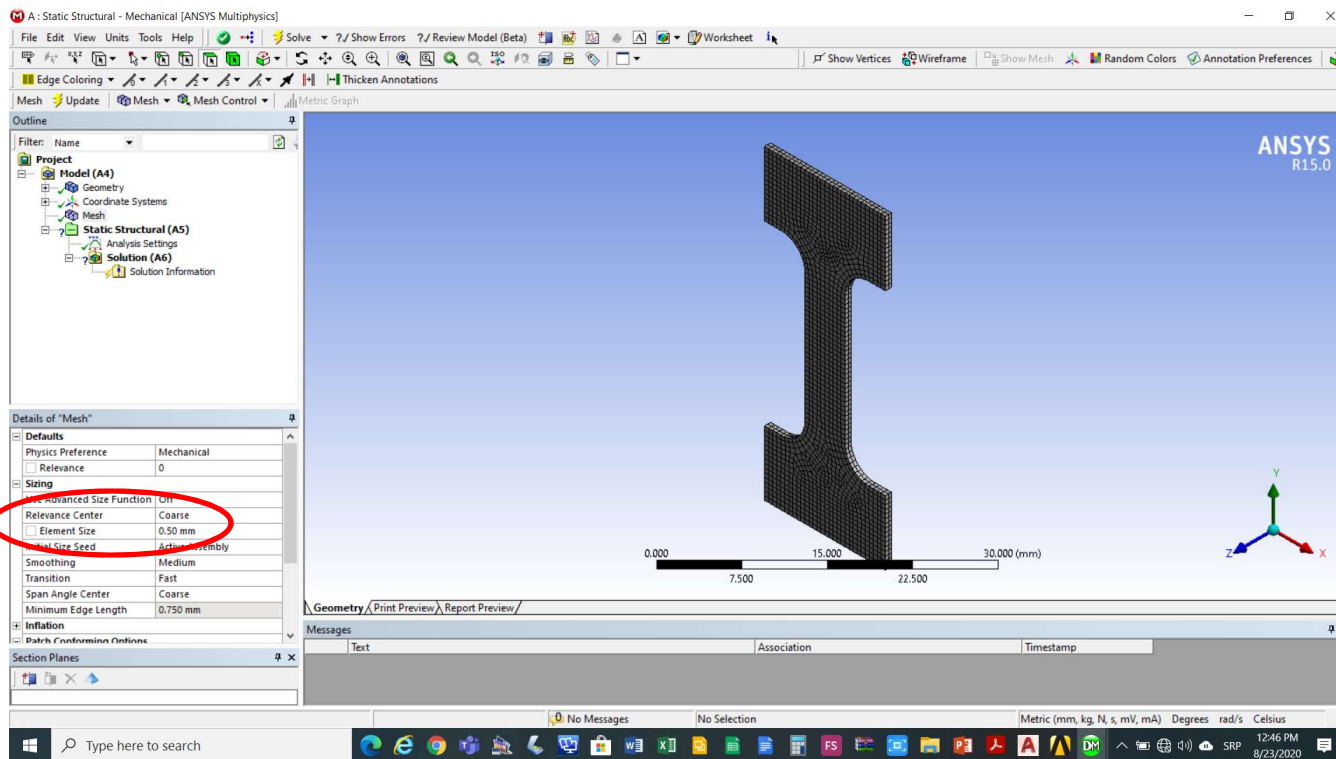 A : Static Structural - Mechanical [ANSYS Multiphysics]
File Edit View Units Tools Help Solve ?./ Show Errors ?./ Review Model (Beta) Worksheet
Show Vertices Wireframe Show Mesh Random Colors Annotation Preferences
Edge Coloring Thicken Annotations
Mesh Update Mesh Mesh Control Metric Graph
Outline
Filter: Name
Project
Model (A4)
Geometry
Coordinate Systems
Mesh
Static Structural (A5)
Analysis Settings
Solution (A6)
Solution Information
ANSYS
R15.0
Details of "Mesh"
Defaults
Physics Preference Mechanical
Relevance 0
Sizing
Use Advanced Size Function Off
Relevance Center Coarse
Element Size 0.50 mm
Initial Size Seed Active Assembly
Smoothing Medium
Transition Fast
Span Angle Center Coarse
Minimum Edge Length 0.750 mm
Inflation
Patch Conforming Options
Section Planes
Y
Z X
0.000 15.000 30.000 (mm)
7.500 22.500
Geometry Print Preview Report Preview
Messages
Text Association Timestamp
0 No Messages No Selection Metric (mm, kg, N, s, mV, mA) Degrees rad/s Celsius
Type here to search
FS
DM
SRP
12:46 PM
8/23/2020